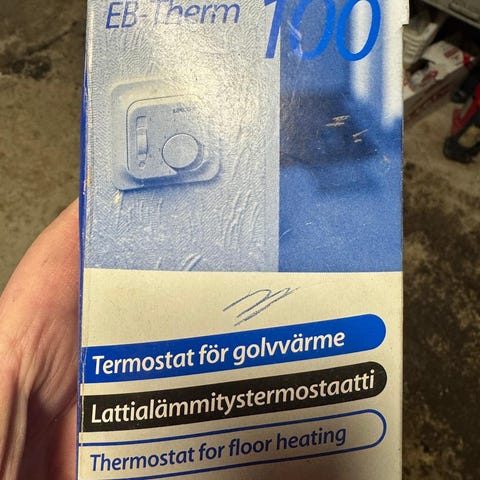 EB-Therm 100
Termostat för golvvärme
Lattialämmitystermostaatti
Thermostat for floor heating